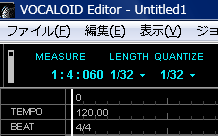 VOCALOID Editor - Untitled1
ファイル(F) 編集(E) 表示(V) ジョ
MEASURE LENGTH QUANTIZE
1:4:060 1/32 1/32
0
TEMPO 120.00
BEAT 4/4